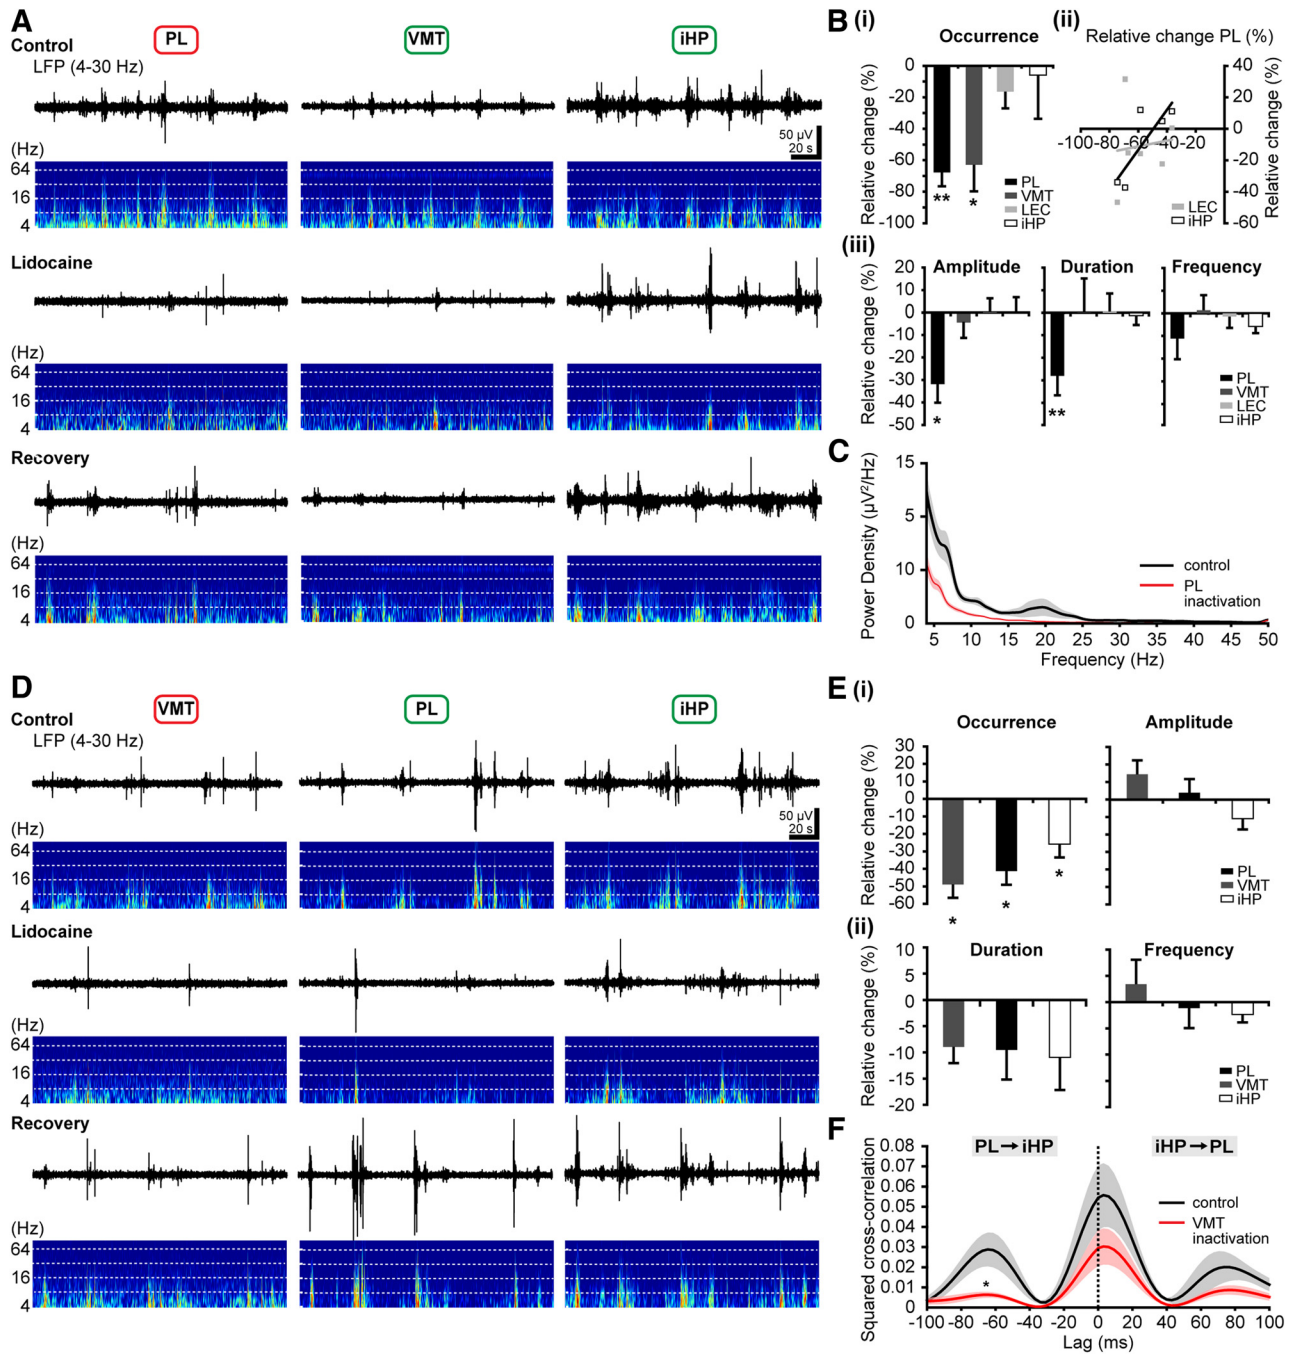 A
PL
VMT
iHP
Control
LFP (4-30 Hz)
50 µV
20 s
(Hz)
64
16
4
Lidocaine
(Hz)
64
16
4
Recovery
(Hz)
64
16
4
B (i)
Occurrence
Relative change (%)
0
-20
-40
-60
-80
-100
** *
PL
VMT
LEC
iHP
(ii)
Relative change PL (%)
-100 -80 -60 -40 -20
40
20
0
-20
-40
-60
Relative change (%)
LEC
iHP
(iii)
Amplitude Duration Frequency
Relative change (%)
20
10
0
-10
-20
-30
-40
-50
* **
PL
VMT
LEC
iHP
C
Power Density (µV²/Hz)
15
5
10
0
5 10 15 20 25 30 35 40 45 50
Frequency (Hz)
control
PL
inactivation
D
VMT
PL
iHP
Control
LFP (4-30 Hz)
50 µV
20 s
(Hz)
64
16
4
Lidocaine
(Hz)
64
16
4
Recovery
(Hz)
64
16
4
E (i)
Occurrence Amplitude
Relative change (%)
30
20
10
0
-10
-20
-30
-40
-50
-60
* * *
PL
VMT
iHP
(ii)
Duration Frequency
Relative change (%)
10
5
0
-5
-10
-15
-20
PL
VMT
iHP
F
PL→iHP iHP→PL
Squared cross-correlation
0.08
0.07
0.06
0.05
0.04
0.03
0.02
0.01
0
*
control
VMT
inactivation
-100 -80 -60 -40 -20 0 20 40 60 80 100
Lag (ms)